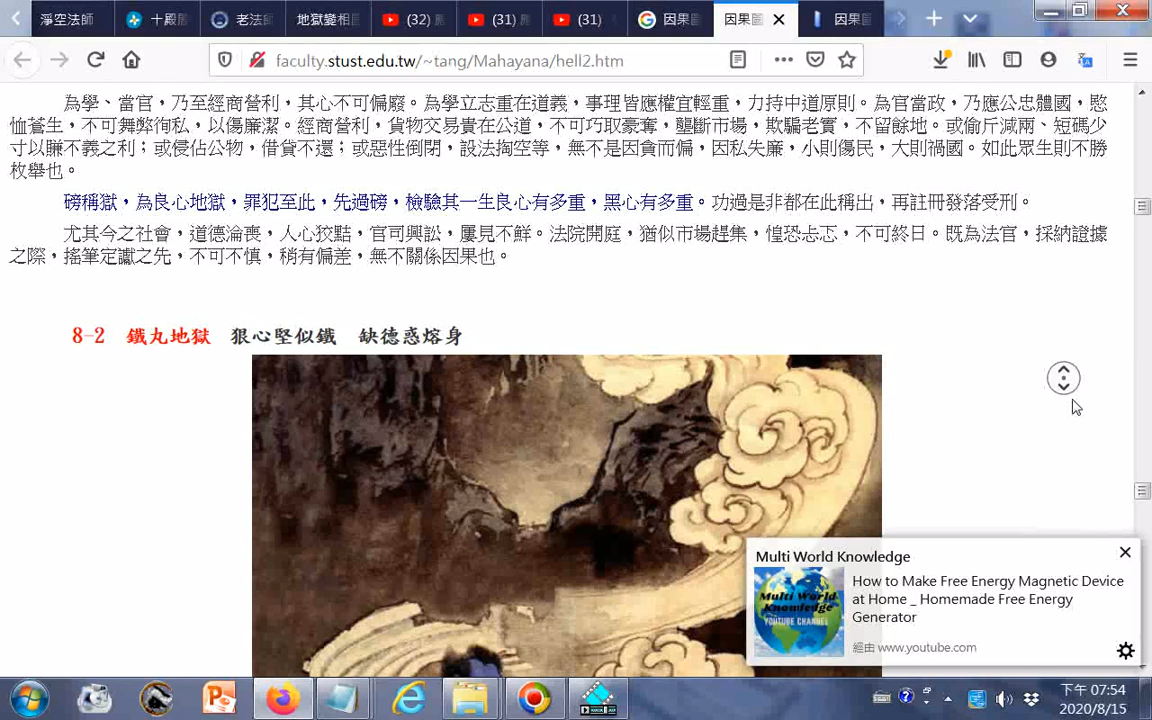 淨空法師
十殿閻
老法師
地獄變相圖
(32)
(31)
(31)
因果圖
因果圖
因果圖
faculty.stust.edu.tw/~tang/Mahayana/hell2.htm
為學、當官，乃至經商營利，其心不可偏廢。為學立志重在道義，事理皆應權宜輕重，力持中道原則。為官當政，乃應公忠體國，愍
恤蒼生，不可舞弊徇私，以傷廉潔。經商營利，貨物交易貴在公道，不可巧取豪奪，壟斷市場，欺騙老實，不留餘地。或偷斤減兩、短碼少
寸以賺不義之利；或侵佔公物，借貸不還；或惡性倒閉，設法掏空等，無不是因貪而偏，因私失廉，小則傷民，大則禍國。如此眾生則不勝
枚舉也。
磅稱獄，為良心地獄，罪犯至此，先過磅，檢驗其一生良心有多重，黑心有多重。功過是非都在此稱出，再註冊發落受刑。
尤其今之社會，道德淪喪，人心狡黠，官司興訟，屢見不鮮。法院開庭，猶似市場趕集，惶恐忐忑，不可終日。既為法官，採納證據
之際，搖筆定讞之先，不可不慎，稍有偏差，無不關係因果也。
8-2 鐵丸地獄 狠心堅似鐵 缺德惑熔身
Multi World Knowledge
Multi World
Knowledge
YOUTUBE CHANNEL
How to Make Free Energy Magnetic Device
at Home _ Homemade Free Energy
Generator
經由 www.youtube.com
下午 07:54
2020/8/15